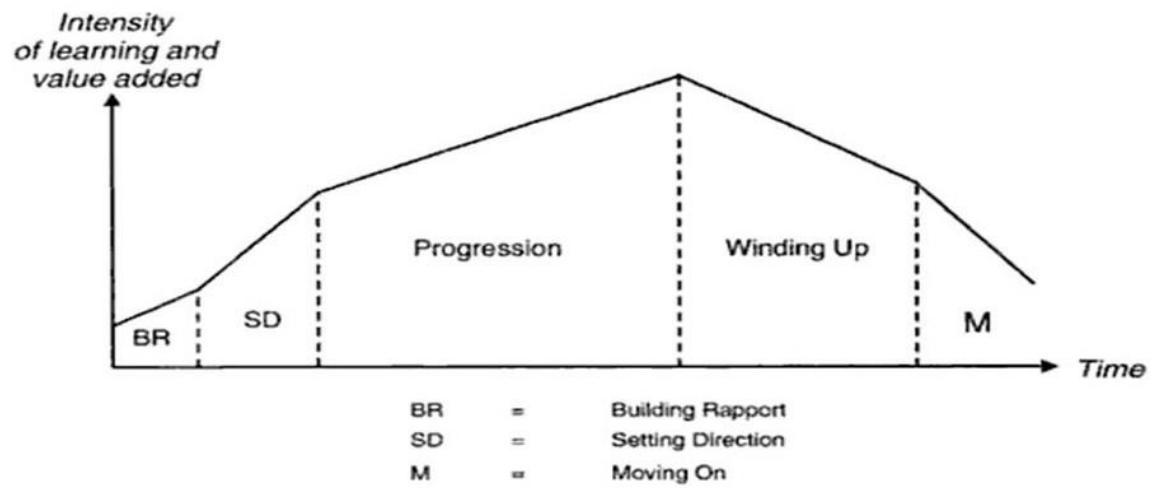 Intensity
of learning and
value added
Progression
Winding Up
SD
BR
M
Time
BR = Building Rapport
SD = Setting Direction
M = Moving On